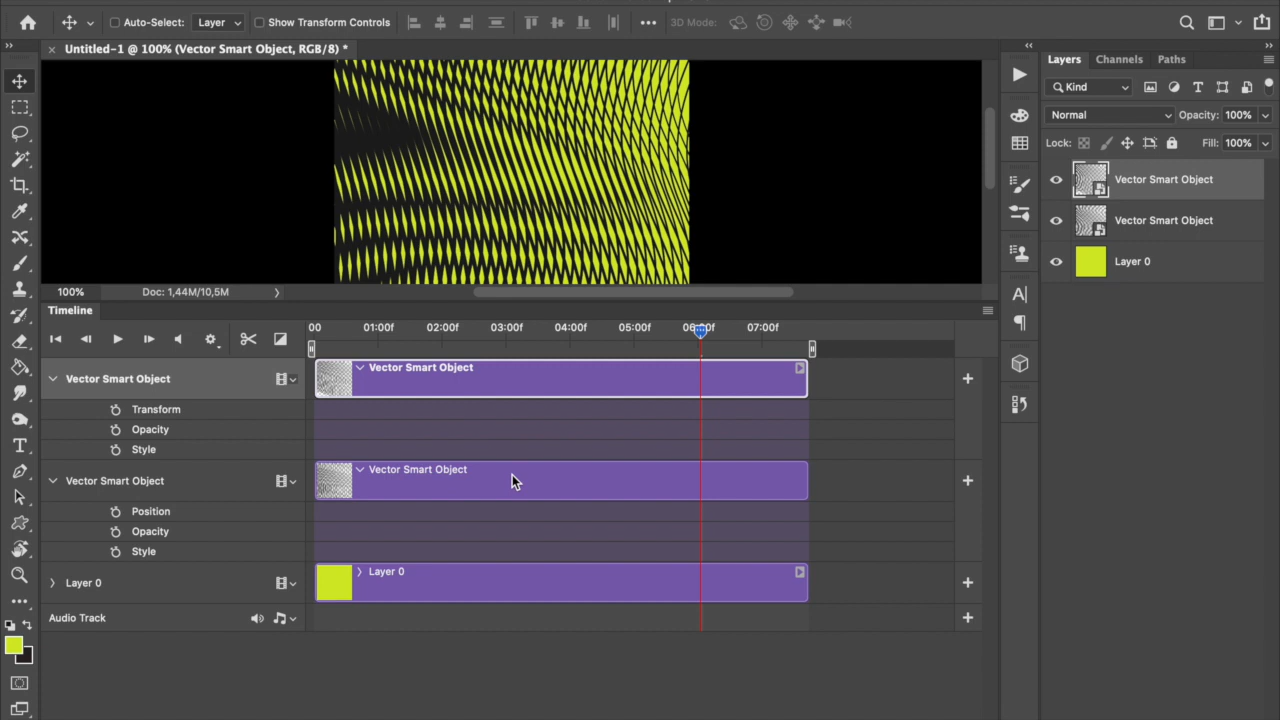 Auto-Select: Layer Show Transform Controls 3D Mode:
Untitled-1 @ 100% (Vector Smart Object, RGB/8) *
100% Doc: 1,44M/10,5M
Timeline
00 01:00f 02:00f 03:00f 04:00f 05:00f 06:00f 07:00f
Vector Smart Object
Vector Smart Object
Transform
Opacity
Style
Vector Smart Object
Vector Smart Object
Position
Opacity
Style
Layer 0
Layer 0
Audio Track
Layers Channels Paths
Kind
Normal Opacity: 100%
Lock: Fill: 100%
Vector Smart Object
Vector Smart Object
Layer 0